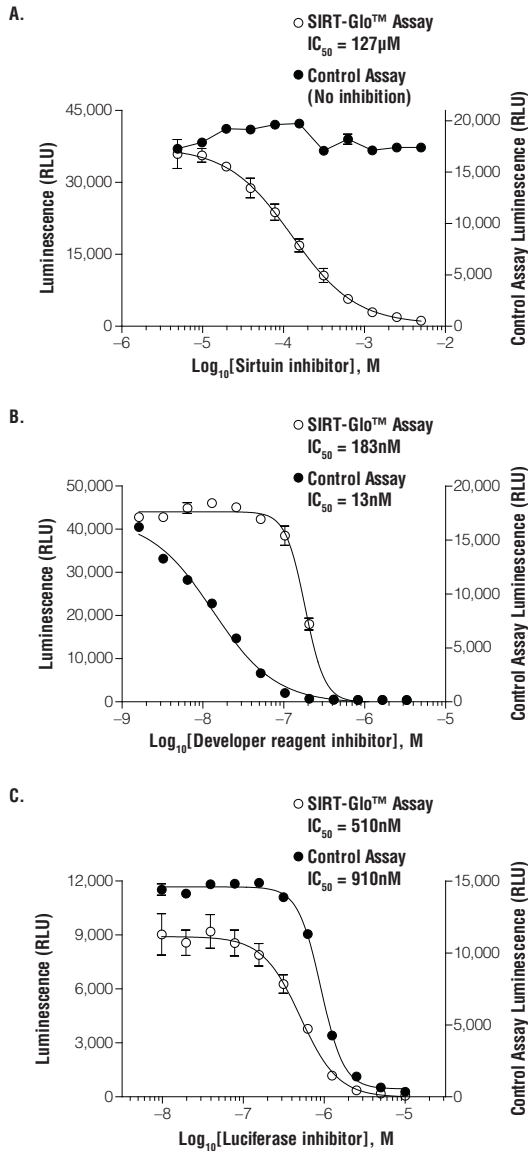 A.
SIRT-Glo™ Assay
IC50 = 127µM
Control Assay
(No inhibition)
45,000
30,000
15,000
0
Luminescence (RLU)
20,000
15,000
10,000
5,000
0
Control Assay Luminescence (RLU)
–6 –5 –4 –3 –2
Log10[Sirtuin inhibitor], M
B.
SIRT-Glo™ Assay
IC50 = 183nM
Control Assay
IC50 = 13nM
50,000
40,000
30,000
20,000
10,000
0
Luminescence (RLU)
20,000
15,000
10,000
5,000
0
Control Assay Luminescence (RLU)
–9 –8 –7 –6 –5
Log10[Developer reagent inhibitor], M
C.
SIRT-Glo™ Assay
IC50 = 510nM
Control Assay
IC50 = 910nM
12,000
9,000
6,000
3,000
0
Luminescence (RLU)
15,000
10,000
5,000
0
Control Assay Luminescence (RLU)
–8 –7 –6 –5
Log10[Luciferase inhibitor], M